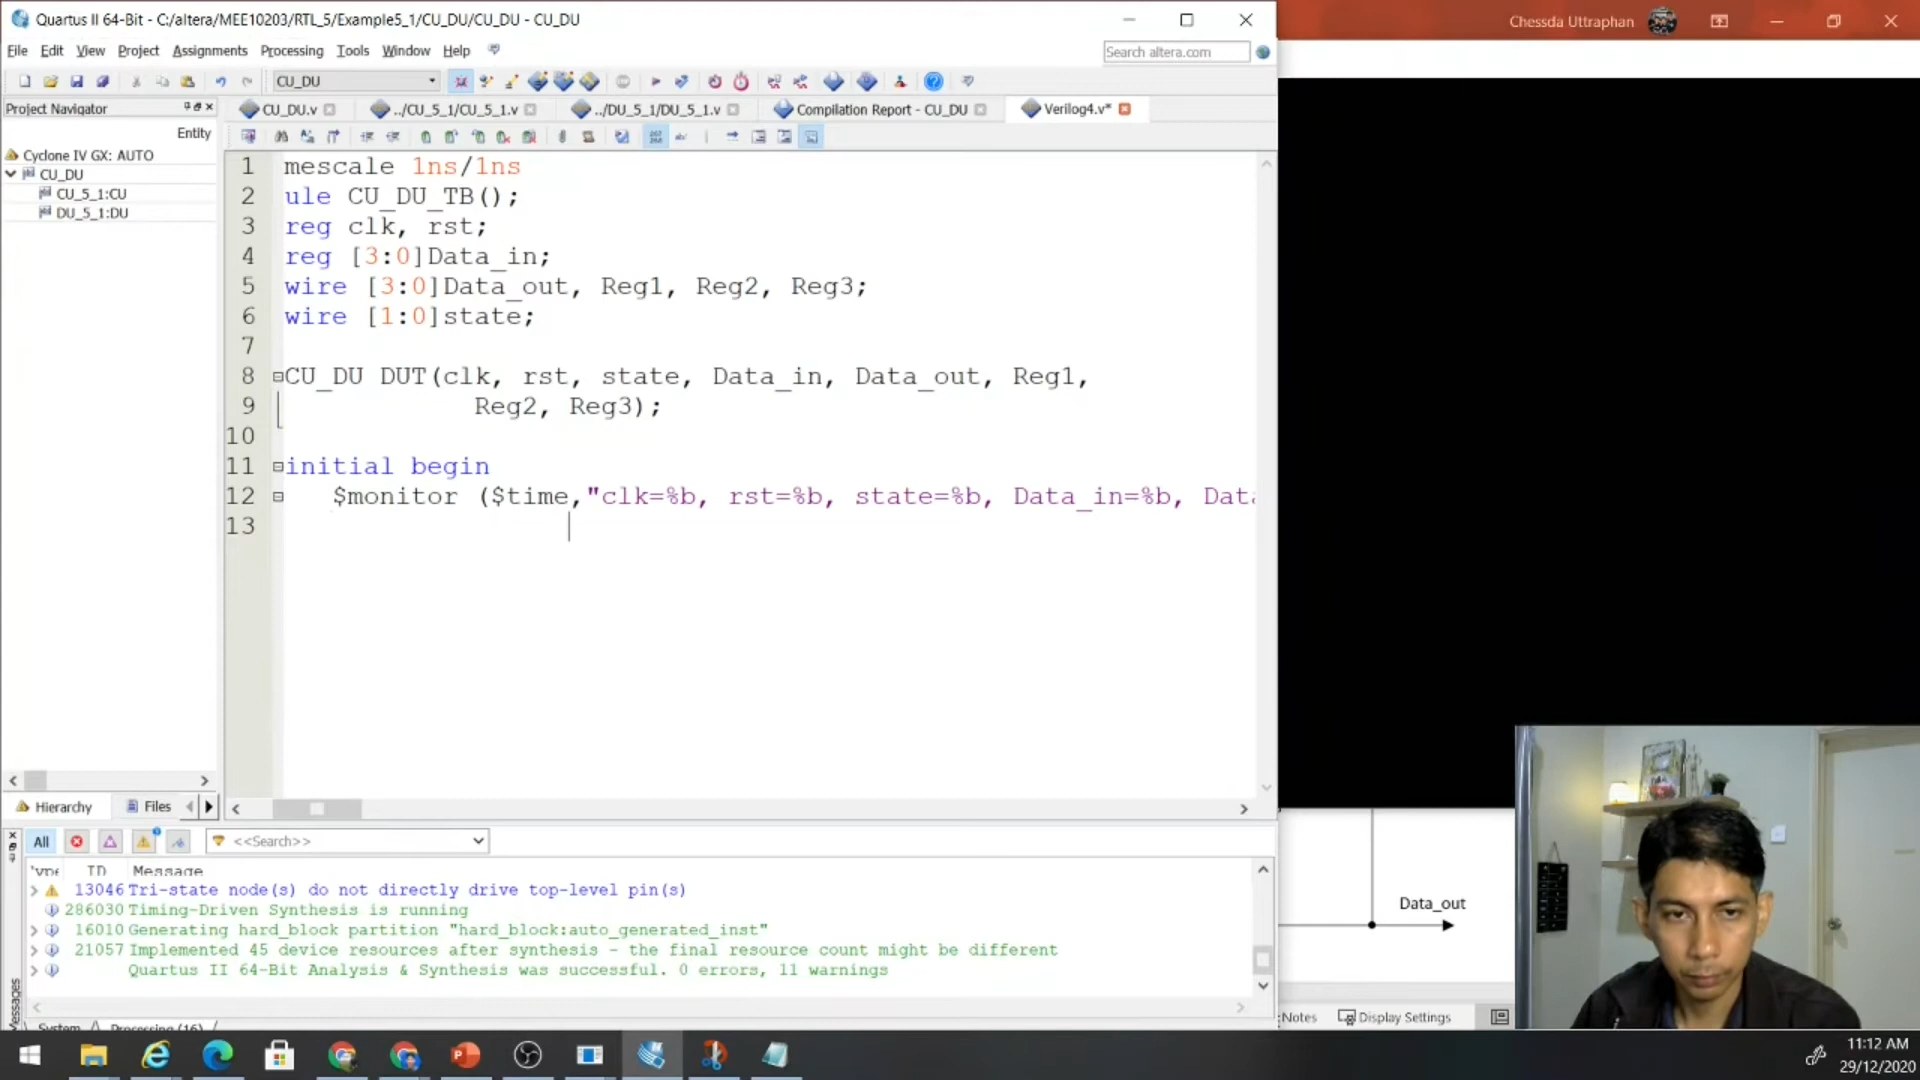 Quartus II 64-Bit - C:/altera/MEE10203/RTL_5/Example5_1/CU_DU/CU_DU - CU_DU
Chessda Uttraphan
File Edit View Project Assignments Processing Tools Window Help
Search altera.com
CU_DU
Project Navigator
CU_DU.v
../CU_5_1/CU_5_1.v
../DU_5_1/DU_5_1.v
Compilation Report - CU_DU
Verilog4.v*
Entity
Cyclone IV GX: AUTO
CU_DU
CU_5_1:CU
DU_5_1:DU
1 mescale 1ns/1ns
2 ule CU_DU_TB();
3 reg clk, rst;
4 reg [3:0]Data_in;
5 wire [3:0]Data_out, Reg1, Reg2, Reg3;
6 wire [1:0]state;
7
8 CU_DU DUT(clk, rst, state, Data_in, Data_out, Reg1,
9 Reg2, Reg3);
10
11 initial begin
12 $monitor ($time,"clk=%b, rst=%b, state=%b, Data_in=%b, Data
13
Hierarchy Files
All <<Search>>
ID Message
13046 Tri-state node(s) do not directly drive top-level pin(s)
286030 Timing-Driven Synthesis is running
16010 Generating hard_block partition "hard_block:auto_generated_inst"
21057 Implemented 45 device resources after synthesis - the final resource count might be different
Quartus II 64-Bit Analysis & Synthesis was successful. 0 errors, 11 warnings
Messages
System Processing (16)
Data_out
Notes Display Settings
11:12 AM
29/12/2020